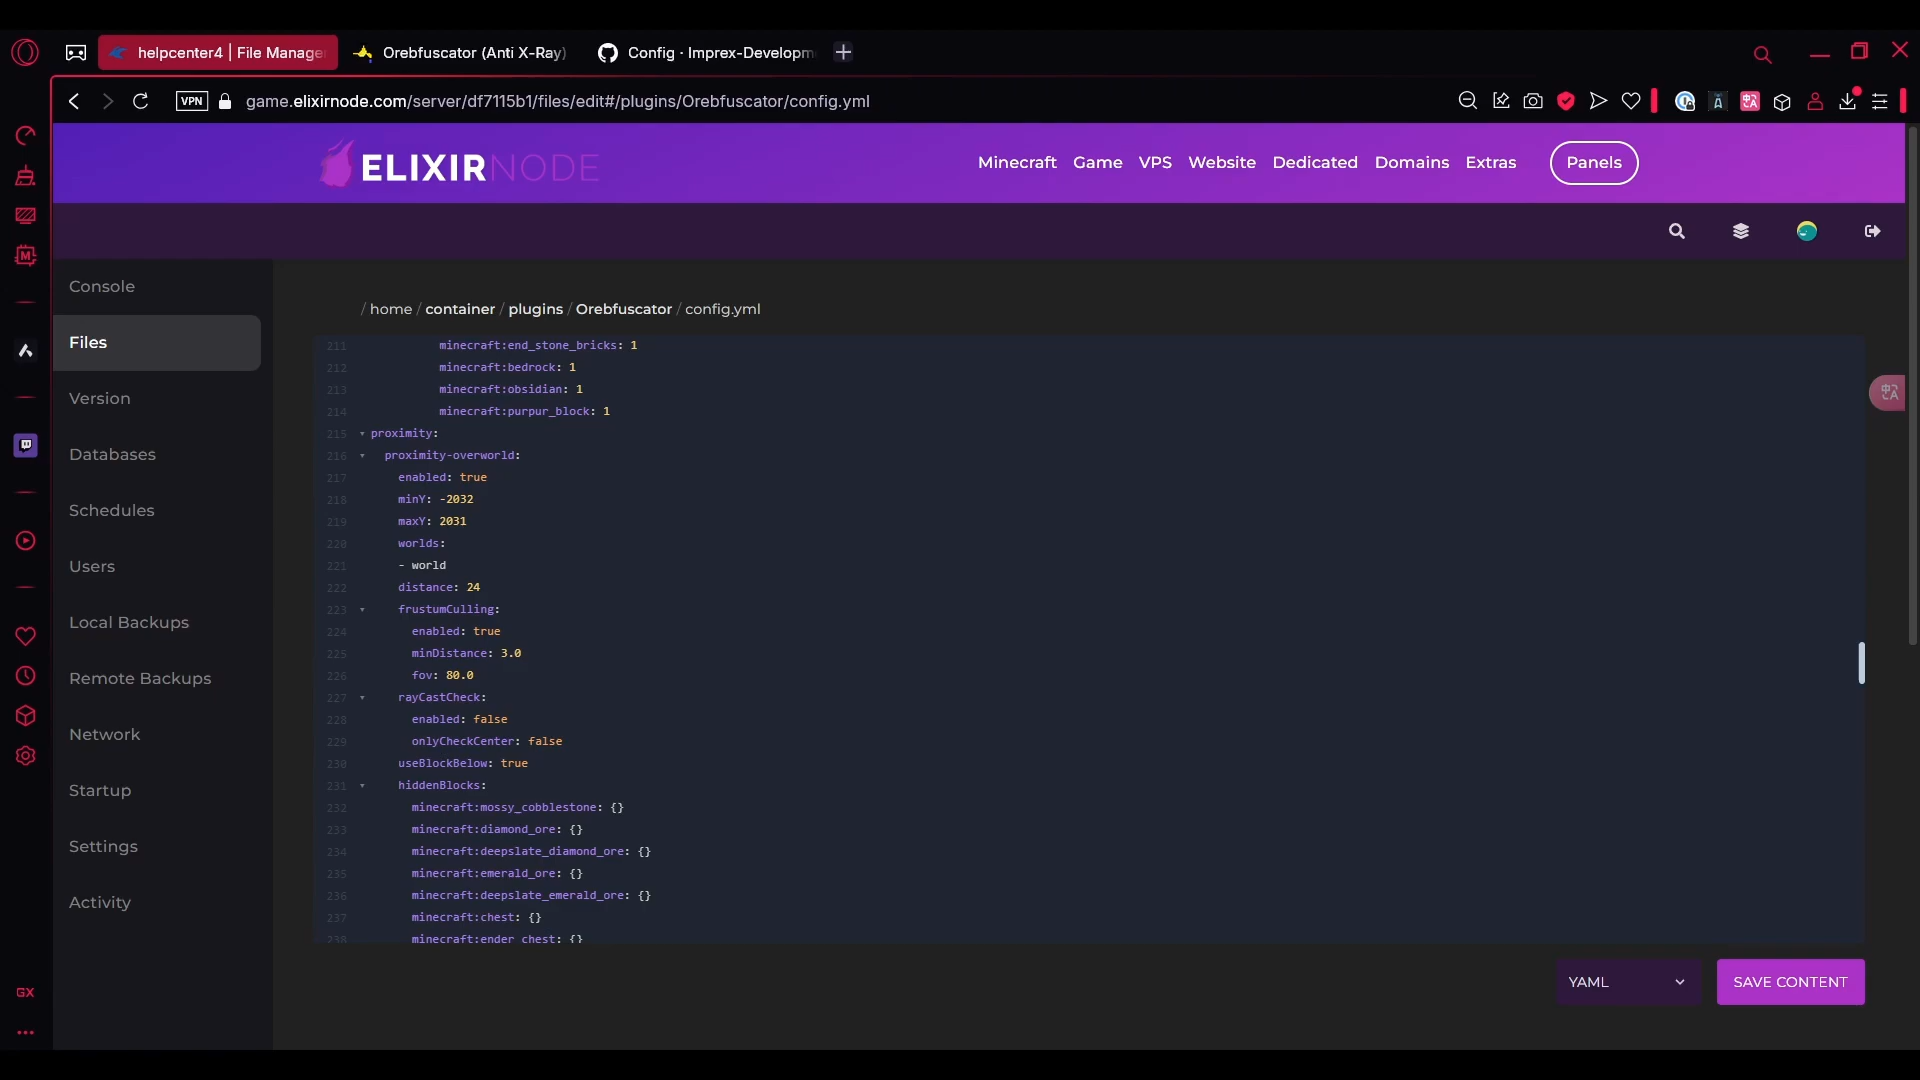 helpcenter4 | File Manage
Orebfuscator (Anti X-Ray)
Config · Imprex-Developm
VPN
game.elixirnode.com/server/df7115b1/files/edit#/plugins/Orebfuscator/config.yml
ELIXIRNODE
Minecraft
Game
VPS
Website
Dedicated
Domains
Extras
Panels
Console
Files
Version
Databases
Schedules
Users
Local Backups
Remote Backups
Network
Startup
Settings
Activity
GX
/ home / container / plugins / Orebfuscator / config.yml
211 minecraft:end_stone_bricks: 1
212 minecraft:bedrock: 1
213 minecraft:obsidian: 1
214 minecraft:purpur_block: 1
215 proximity:
216 proximity-overworld:
217 enabled: true
218 minY: -2032
219 maxY: 2031
220 worlds:
221 - world
222 distance: 24
223 frustumCulling:
224 enabled: true
225 minDistance: 3.0
226 fov: 80.0
227 rayCastCheck:
228 enabled: false
229 onlyCheckCenter: false
230 useBlockBelow: true
231 hiddenBlocks:
232 minecraft:mossy_cobblestone: {}
233 minecraft:diamond_ore: {}
234 minecraft:deepslate_diamond_ore: {}
235 minecraft:emerald_ore: {}
236 minecraft:deepslate_emerald_ore: {}
237 minecraft:chest: {}
238 minecraft:ender_chest: {}
YAML
SAVE CONTENT